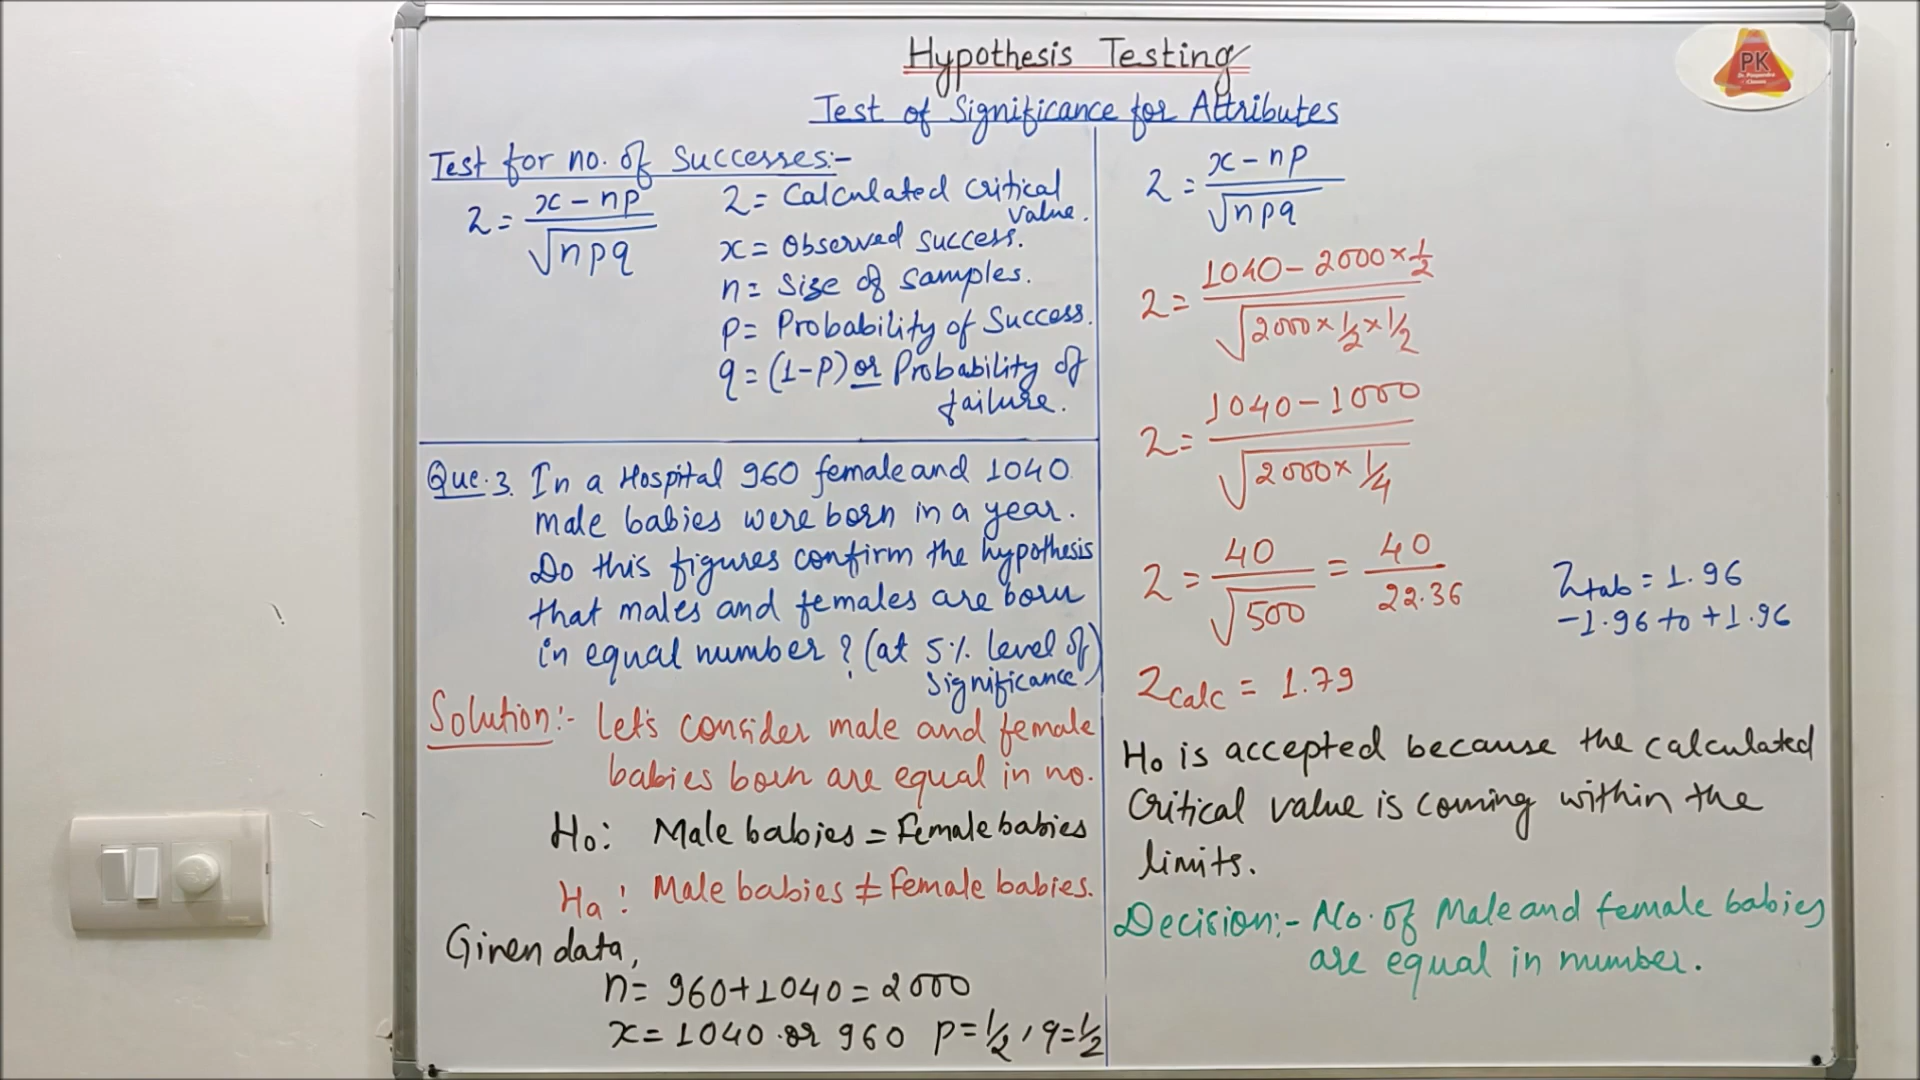 Hypothesis Testing
Test of Significance for Attributes
Test for no. of Successes:-
Z = x - np / √npq
Z = Calculated critical value.
x = Observed success.
n = Size of samples.
p = Probability of Success.
q = (1-P) or Probability of failure.
Que.3. In a Hospital 960 female and 1040
male babies were born in a year.
Do this figures confirm the hypothesis
that males and females are born
in equal number? (at 5% level of
significance)
Solution:- Let's consider male and female
babies born are equal in no.
Ho: Male babies = Female babies
Ha: Male babies ≠ Female babies.
Given data,
n = 960+1040 = 2000
x = 1040 or 960 p=1/2, q=1/2
Z = x - np / √npq
Z = 1040 - 2000 × 1/2 / √2000 × 1/2 × 1/2
Z = 1040 - 1000 / √2000 × 1/4
Z = 40 / √500 = 40 / 22.36
Ztab = 1.96
-1.96 to +1.96
Zcalc = 1.79
Ho is accepted because the calculated
Critical value is coming within the
limits.
Decision:- No. of Male and female babies
are equal in number.
PK